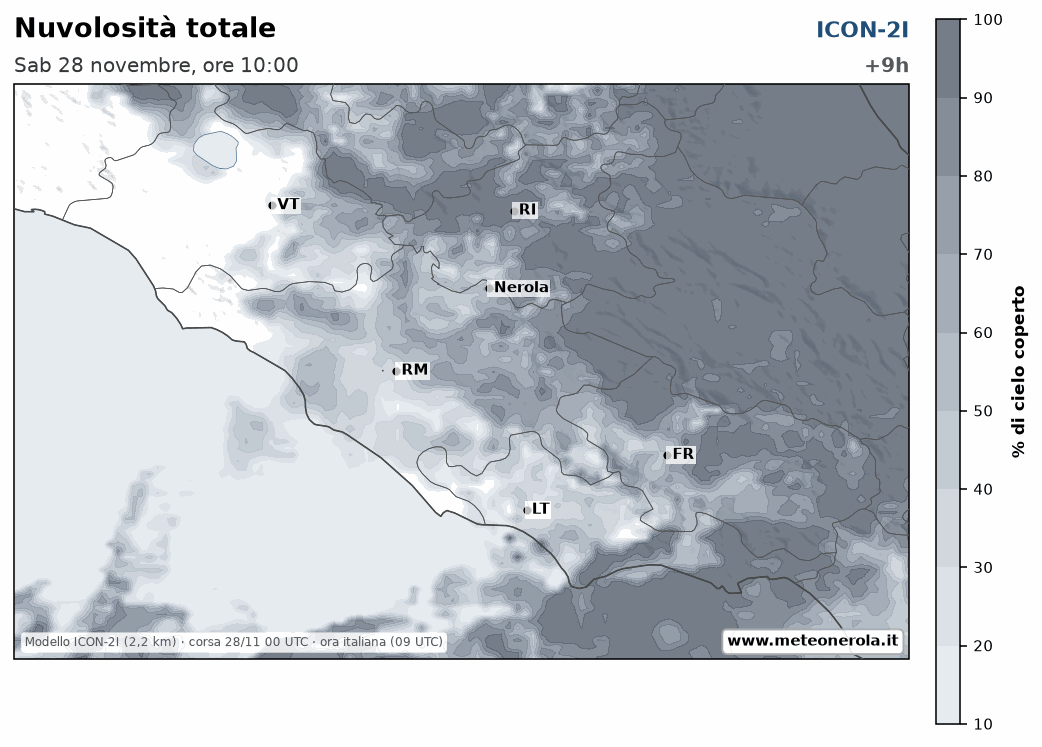 Nuvolosità totale
ICON-2I
Sab 28 novembre, ore 10:00
+9h
VT
RI
Nerola
RM
FR
LT
Modello ICON-2I (2,2 km) · corsa 28/11 00 UTC · ora italiana (09 UTC)
www.meteonerola.it
100
90
80
70
60
50
40
30
20
10
% di cielo coperto